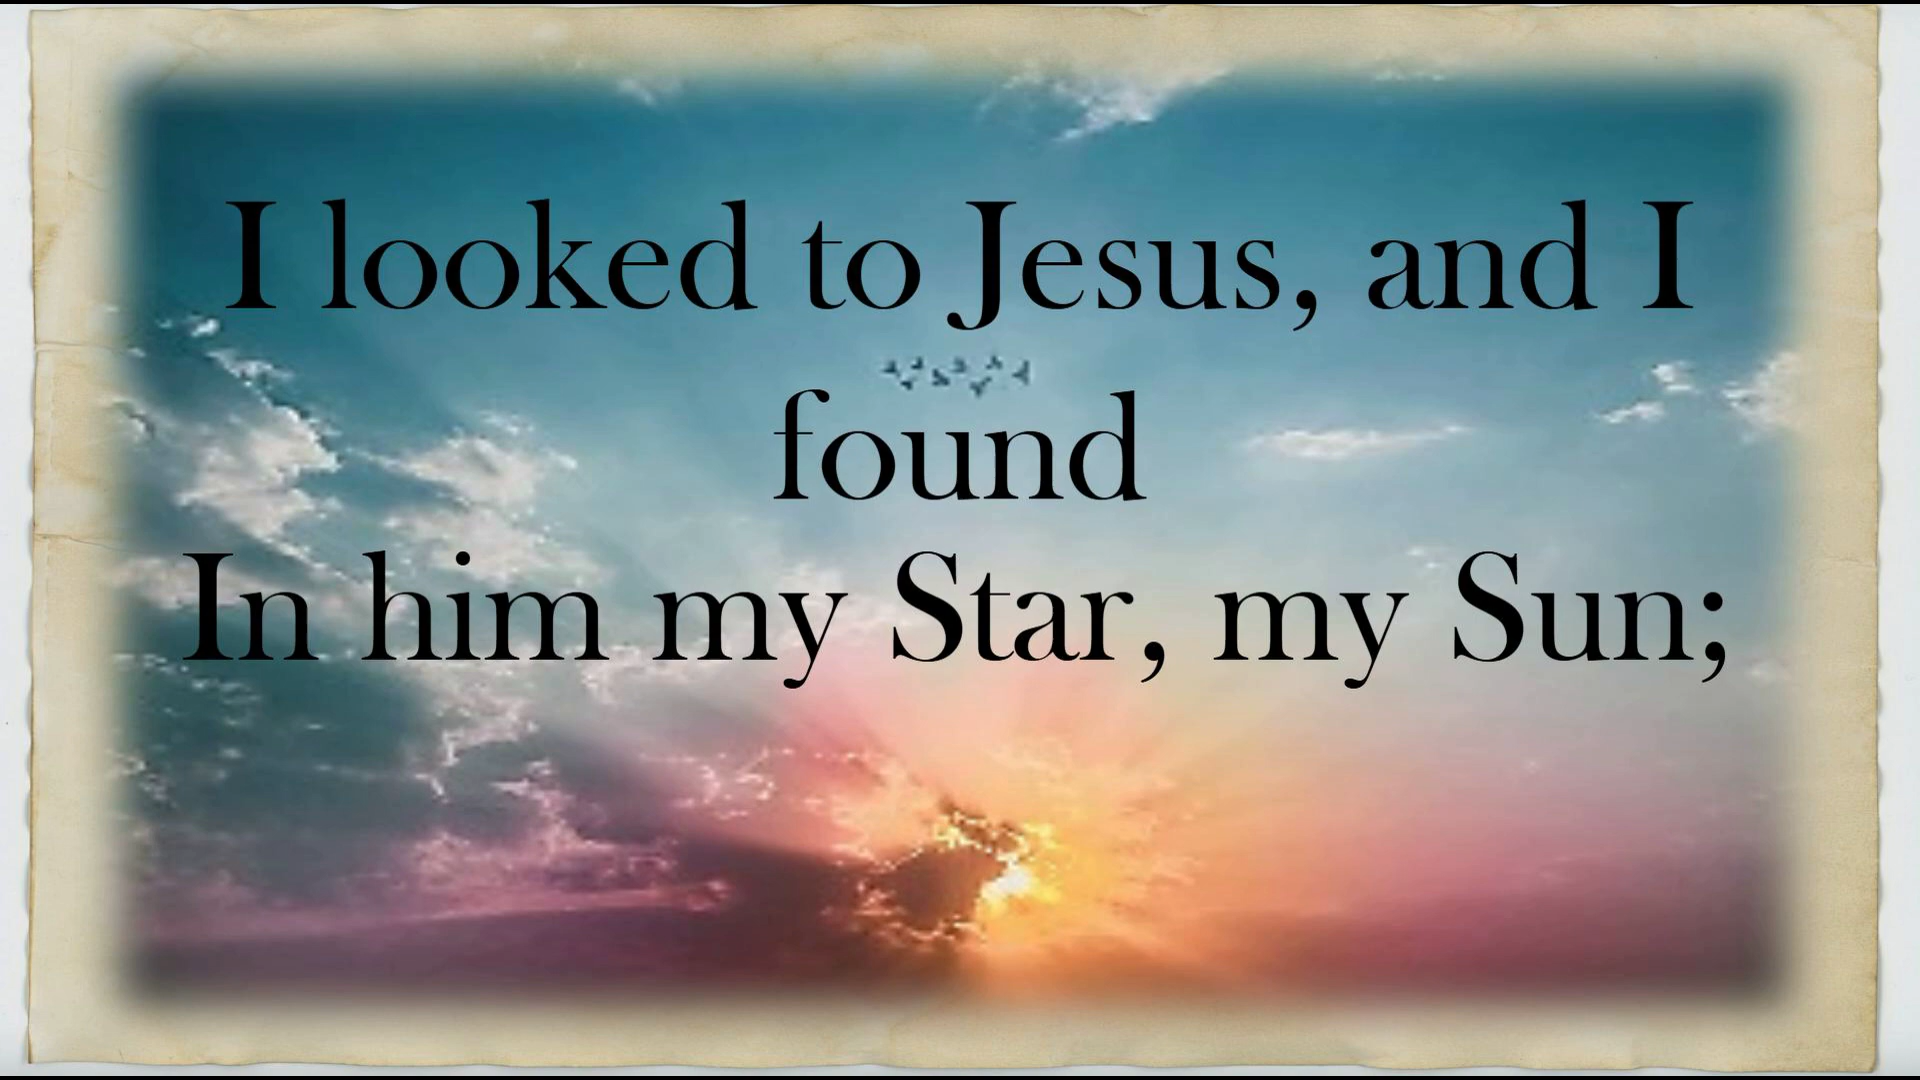 I looked to Jesus, and I
found
In him my Star, my Sun;